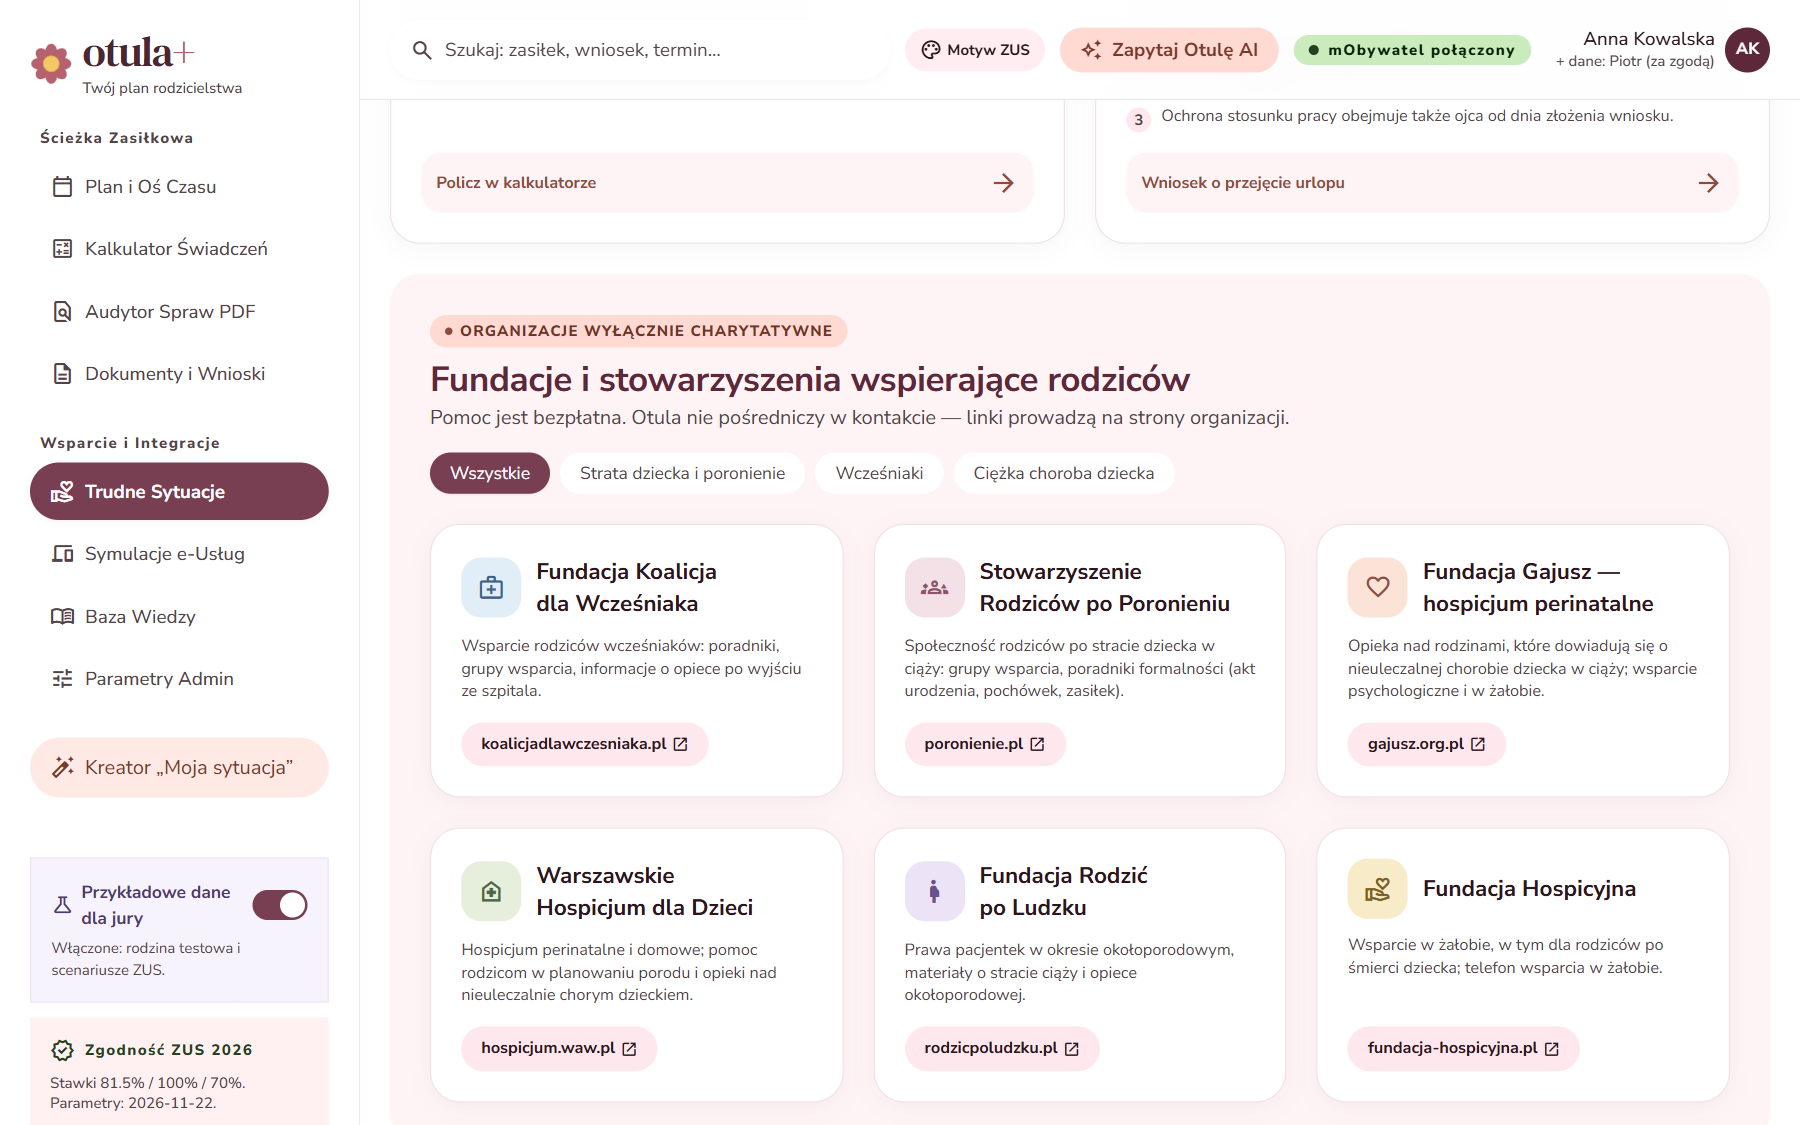 otula+
Twój plan rodzicielstwa
Ścieżka Zasiłkowa
Plan i Oś Czasu
Kalkulator Świadczeń
Audytor Spraw PDF
Dokumenty i Wnioski
Wsparcie i Integracje
Trudne Sytuacje
Symulacje e-Usług
Baza Wiedzy
Parametry Admin
Kreator „Moja sytuacja”
Przykładowe dane
dla jury
Włączone: rodzina testowa i
scenariusze ZUS.
Zgodność ZUS 2026
Stawki 81.5% / 100% / 70%.
Parametry: 2026-11-22.
Szukaj: zasiłek, wniosek, termin...
Motyw ZUS
Zapytaj Otulę AI
mObywatel połączony
Anna Kowalska
+ dane: Piotr (za zgodą)
AK
Policz w kalkulatorze
3 Ochrona stosunku pracy obejmuje także ojca od dnia złożenia wniosku.
Wniosek o przejęcie urlopu
ORGANIZACJE WYŁĄCZNIE CHARYTATYWNE
Fundacje i stowarzyszenia wspierające rodziców
Pomoc jest bezpłatna. Otula nie pośredniczy w kontakcie — linki prowadzą na strony organizacji.
Wszystkie
Strata dziecka i poronienie
Wcześniaki
Ciężka choroba dziecka
Fundacja Koalicja
dla Wcześniaka
Wsparcie rodziców wcześniaków: poradniki,
grupy wsparcia, informacje o opiece po wyjściu
ze szpitala.
koalicjadlawczesniaka.pl
Stowarzyszenie
Rodziców po Poronieniu
Społeczność rodziców po stracie dziecka w
ciąży: grupy wsparcia, poradniki formalności (akt
urodzenia, pochówek, zasiłek).
poronienie.pl
Fundacja Gajusz —
hospicjum perinatalne
Opieka nad rodzinami, które dowiadują się o
nieuleczalnej chorobie dziecka w ciąży; wsparcie
psychologiczne i w żałobie.
gajusz.org.pl
Warszawskie
Hospicjum dla Dzieci
Hospicjum perinatalne i domowe; pomoc
rodzicom w planowaniu porodu i opieki nad
nieuleczalnie chorym dzieckiem.
hospicjum.waw.pl
Fundacja Rodzić
po Ludzku
Prawa pacjentek w okresie okołoporodowym,
materiały o stracie ciąży i opiece
okołoporodowej.
rodzicpoludzku.pl
Fundacja Hospicyjna
Wsparcie w żałobie, w tym dla rodziców po
śmierci dziecka; telefon wsparcia w żałobie.
fundacja-hospicyjna.pl